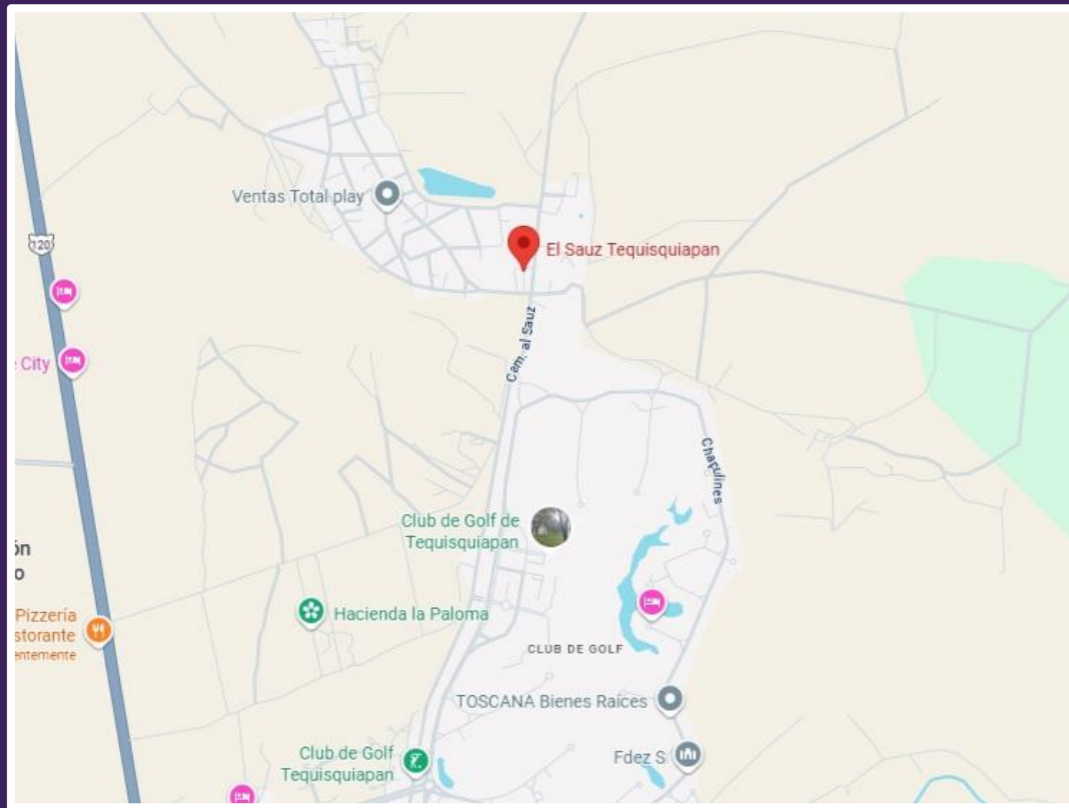 Ventas Total play
120
El Sauz Tequisquiapan
Cam. al Sauz
City
Chapulines
Club de Golf de
Tequisquiapan
ón
o
Hacienda la Paloma
Pizzería
storante
entemente
CLUB DE GOLF
TOSCANA Bienes Raíces
Club de Golf
Tequisquiapan
Fdez S